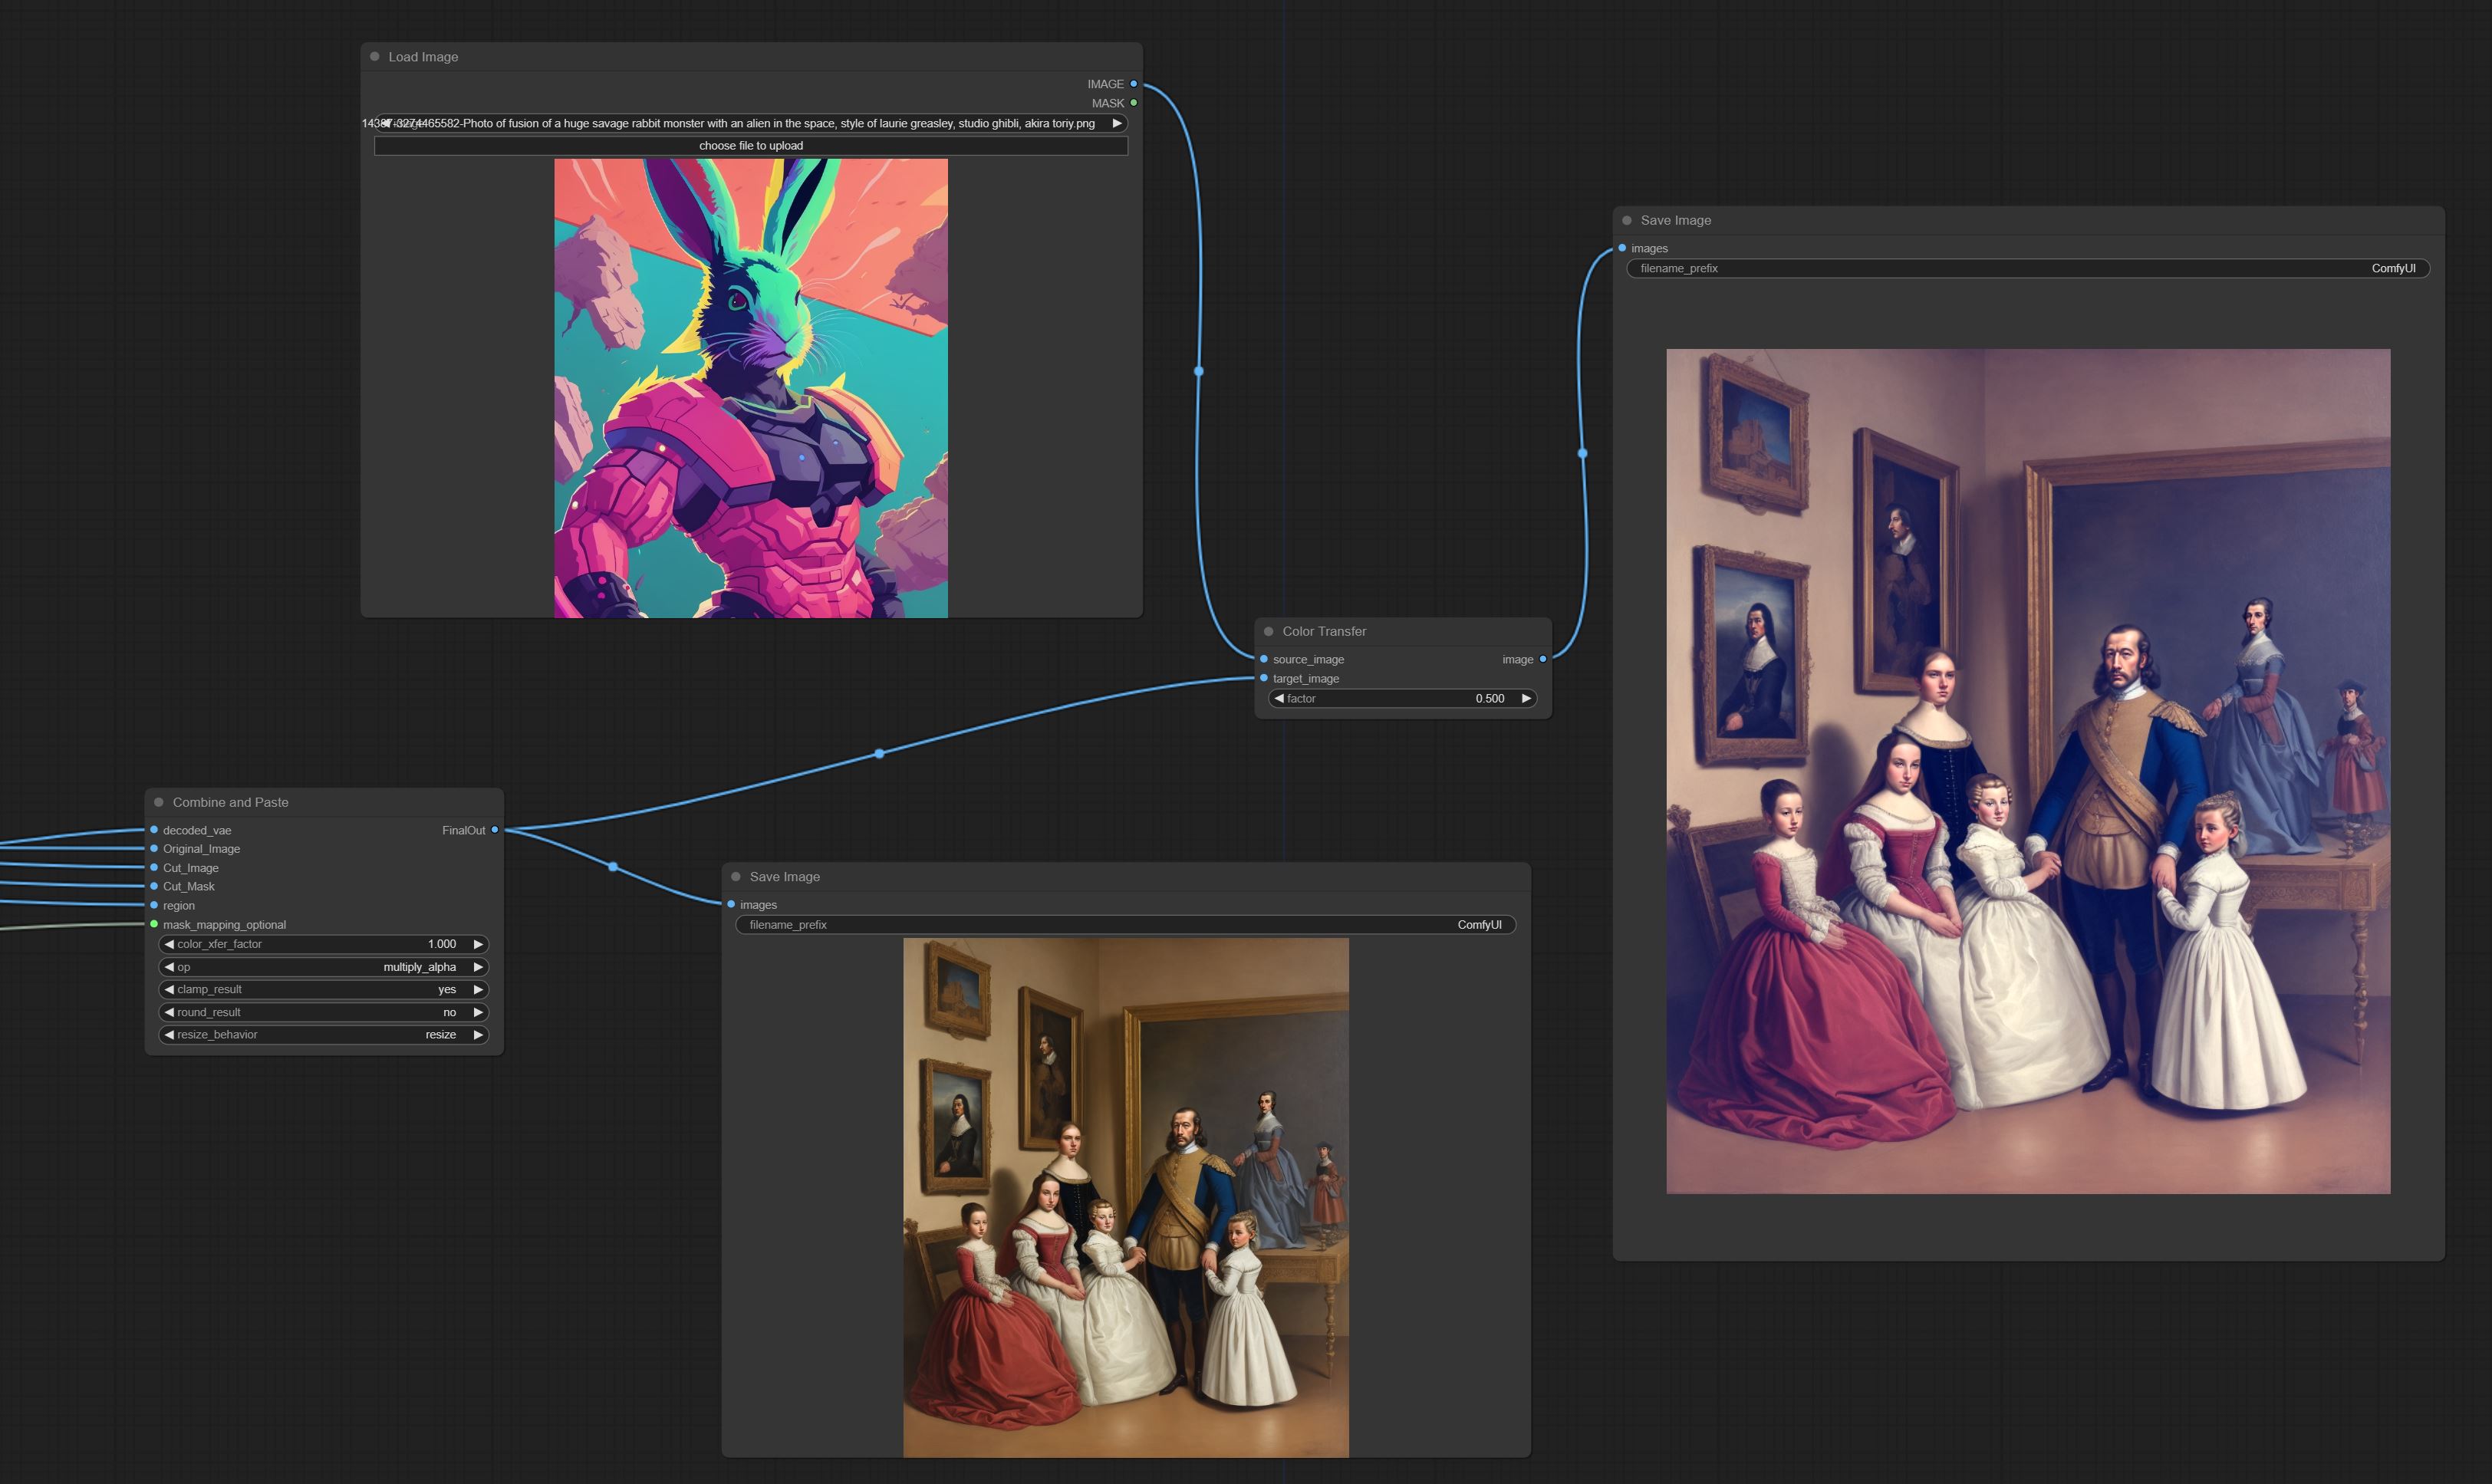 Load Image
IMAGE
MASK
14387-3274465582-Photo of fusion of a huge savage rabbit monster with an alien in the space, style of laurie greasley, studio ghibli, akira toriy.png
choose file to upload
Save Image
images
filename_prefix ComfyUI
Color Transfer
source_image image
target_image
factor 0.500
Combine and Paste
decoded_vae FinalOut
Original_Image
Cut_Image
Cut_Mask
region
mask_mapping_optional
color_xfer_factor 1.000
op multiply_alpha
clamp_result yes
round_result no
resize_behavior resize
Save Image
images
filename_prefix ComfyUI